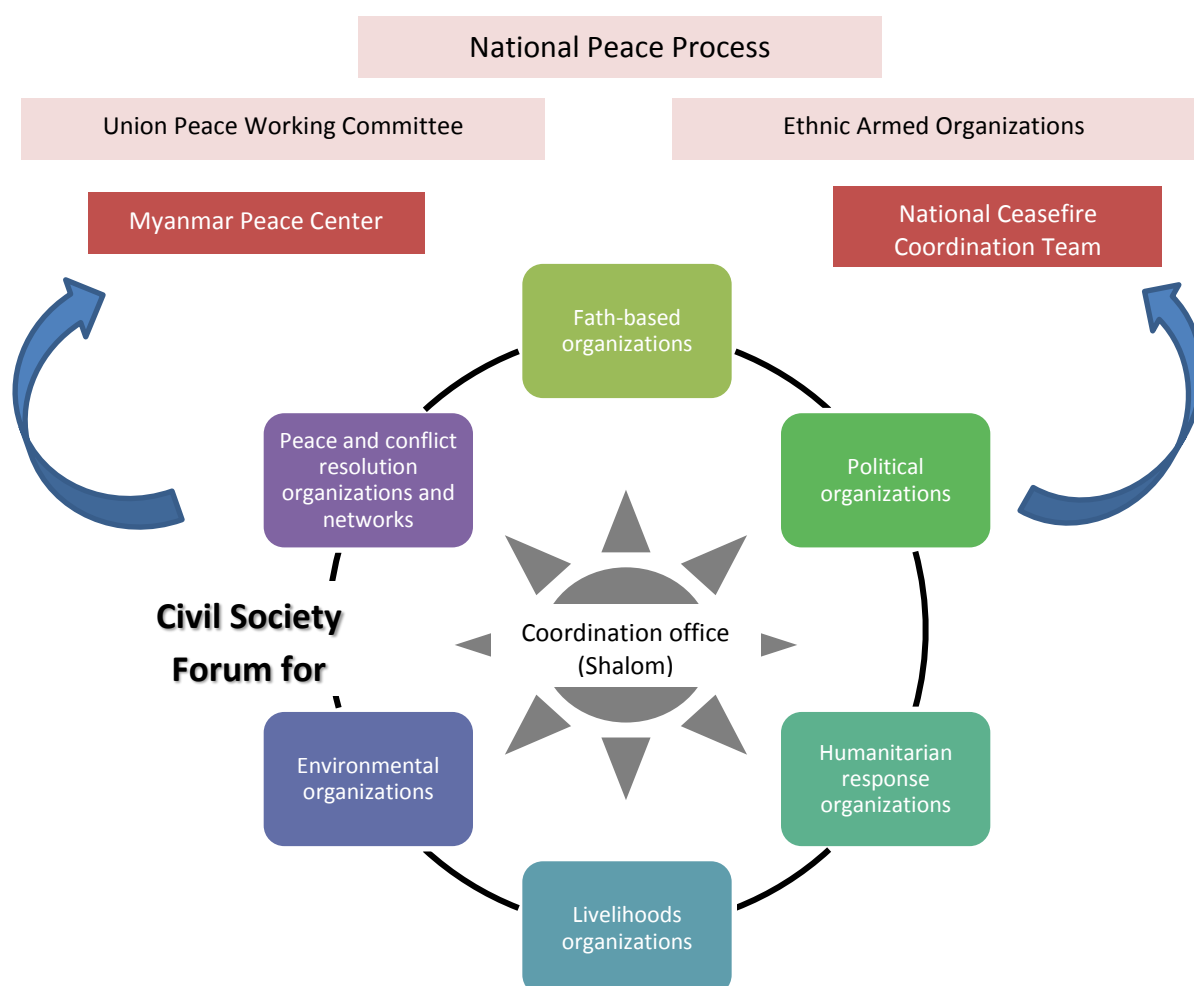 National Peace Process
Union Peace Working Committee
Ethnic Armed Organizations
Myanmar Peace Center
National Ceasefire
Coordination Team
Fath-based
organizations
Peace and conflict
resolution
organizations and
networks
Political
organizations
Civil Society
Forum for
Coordination office
(Shalom)
Environmental
organizations
Humanitarian
response
organizations
Livelihoods
organizations